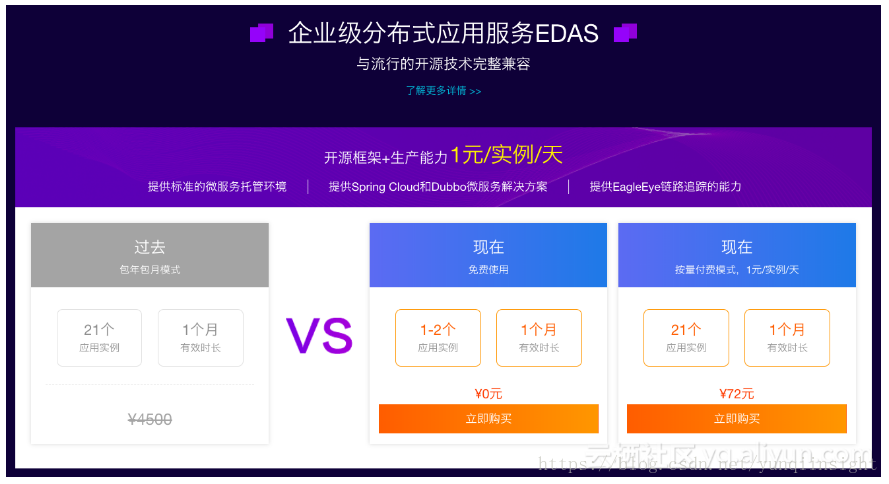 企业级分布式应用服务EDAS
与流行的开源技术完整兼容
了解更多详情 >>
开源框架+生产能力1元/实例/天
提供标准的微服务托管环境 | 提供Spring Cloud和Dubbo微服务解决方案 | 提供EagleEye链路追踪的能力
过去
包年包月模式
21个
应用实例
1个月
有效时长
¥4500
VS
现在
免费使用
1-2个
应用实例
1个月
有效时长
¥0元
立即购买
现在
按量付费模式，1元/实例/天
21个
应用实例
1个月
有效时长
¥72元
立即购买
云栖社区 yq.aliyun.com
https://blog.csdn.net/yunqiinsight